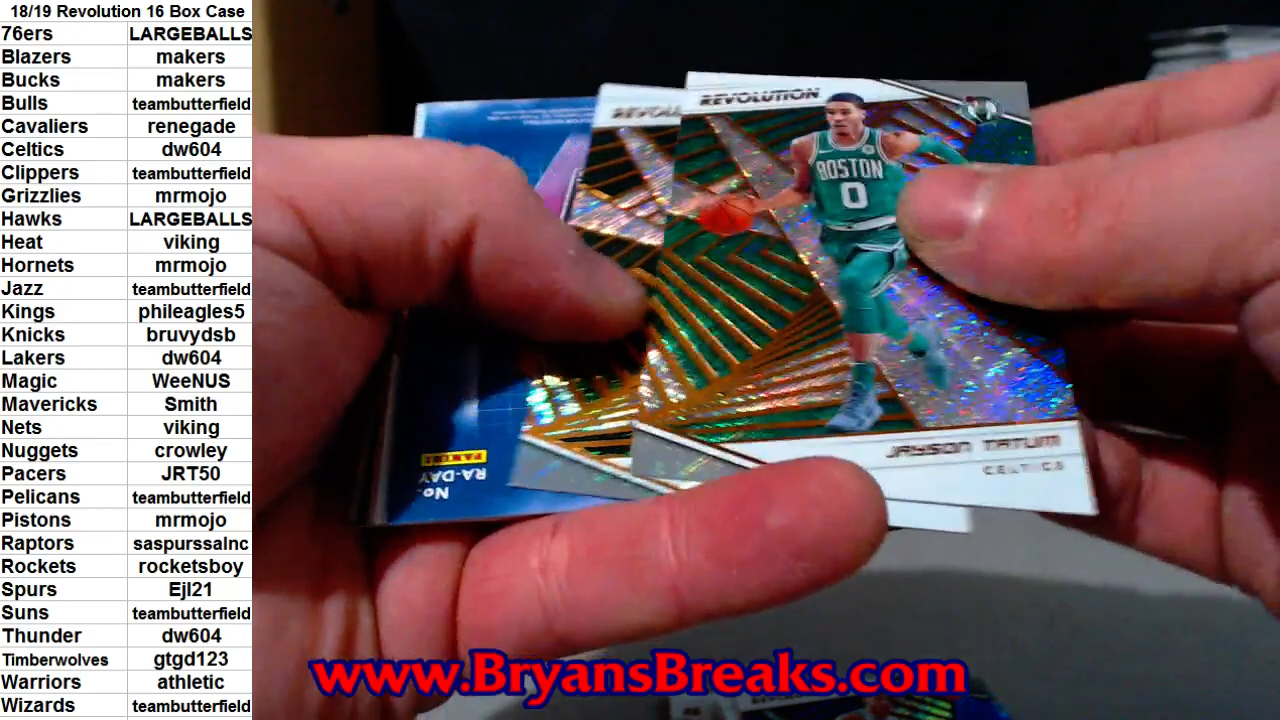 18/19 Revolution 16 Box Case
76ers LARGEBALLS
Blazers makers
Bucks makers
Bulls teambutterfield
Cavaliers renegade
Celtics dw604
Clippers teambutterfield
Grizzlies mrmojo
Hawks LARGEBALLS
Heat viking
Hornets mrmojo
Jazz teambutterfield
Kings phileagles5
Knicks bruvydsb
Lakers dw604
Magic WeeNUS
Mavericks Smith
Nets viking
Nuggets crowley
Pacers JRT50
Pelicans teambutterfield
Pistons mrmojo
Raptors saspurssalnc
Rockets rocketsboy
Spurs Ejl21
Suns teambutterfield
Thunder dw604
Timberwolves gtgd123
Warriors athletic
Wizards teambutterfield
REVOLU
REVOLUTION
BOSTON
0
JAYSON TATUM
CELTICS
PANINI
RA-DAY
No.
www.BryansBreaks.com